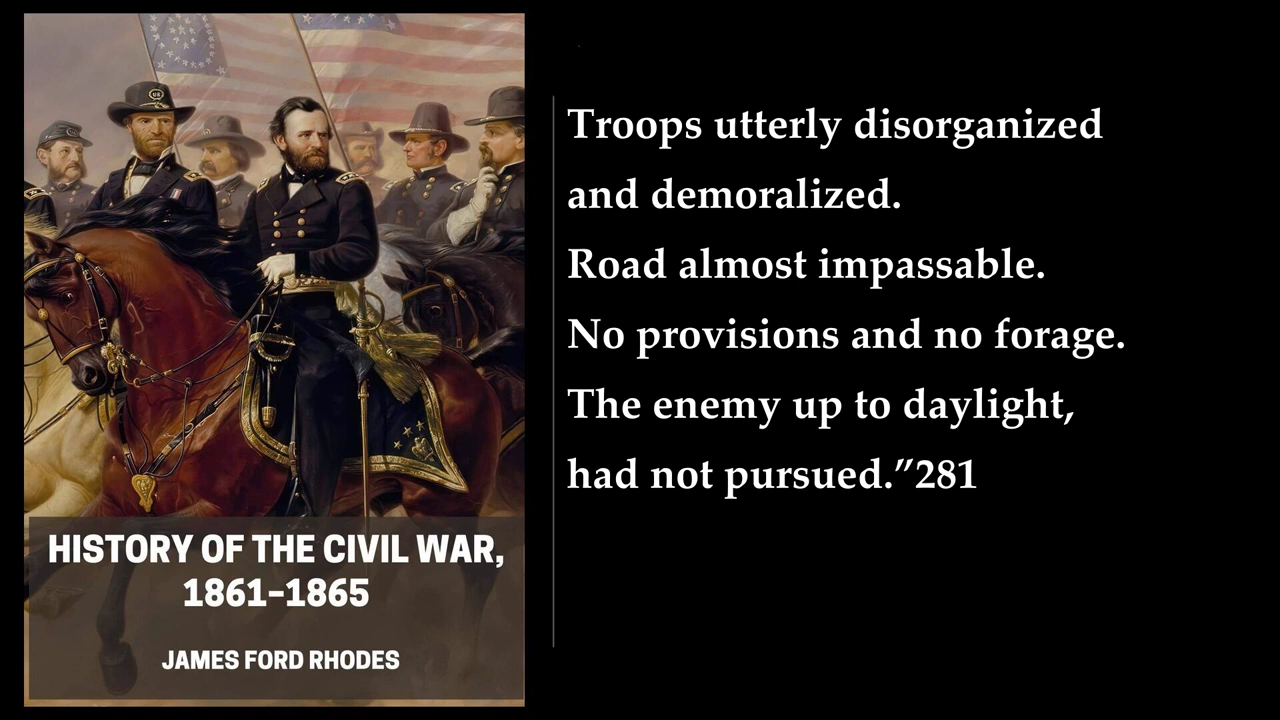 Troops utterly disorganized
and demoralized.
Road almost impassable.
No provisions and no forage.
The enemy up to daylight,
had not pursued.”281
HISTORY OF THE CIVIL WAR,
1861–1865
JAMES FORD RHODES